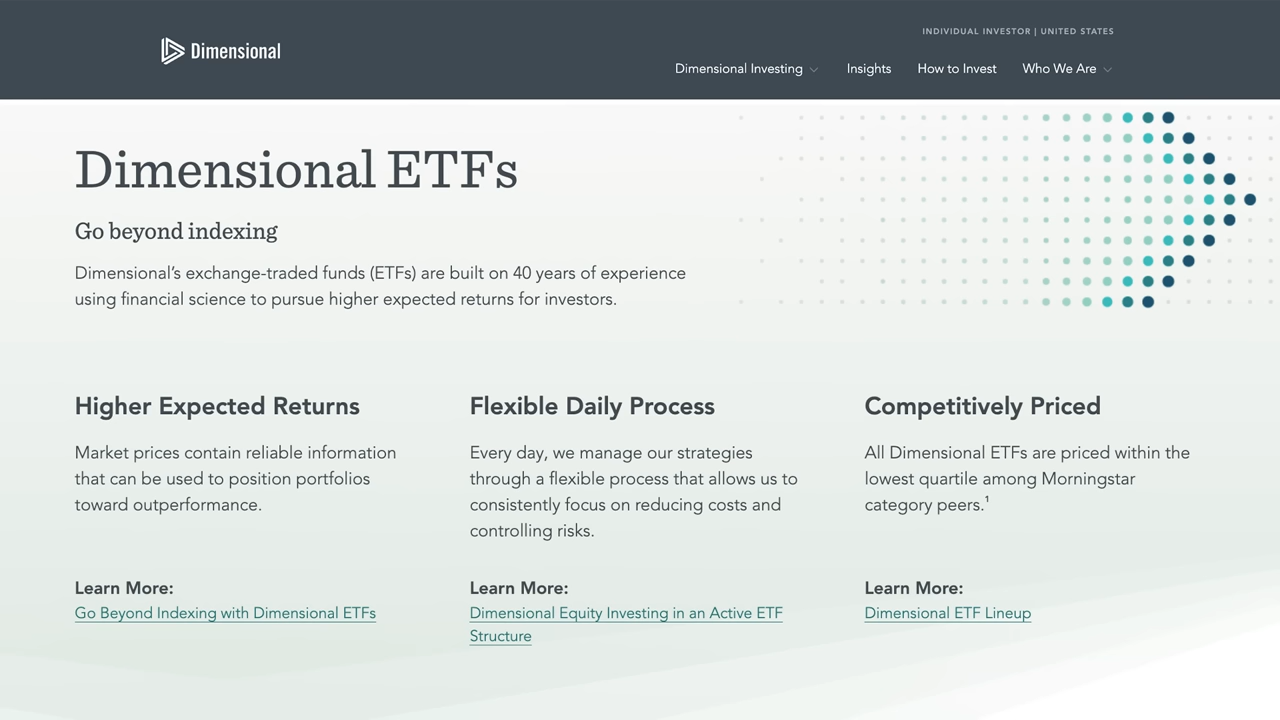 Dimensional
INDIVIDUAL INVESTOR | UNITED STATES
Dimensional Investing
Insights
How to Invest
Who We Are
Dimensional ETFs
Go beyond indexing
Dimensional’s exchange-traded funds (ETFs) are built on 40 years of experience
using financial science to pursue higher expected returns for investors.
Higher Expected Returns
Market prices contain reliable information
that can be used to position portfolios
toward outperformance.
Learn More:
Go Beyond Indexing with Dimensional ETFs
Flexible Daily Process
Every day, we manage our strategies
through a flexible process that allows us to
consistently focus on reducing costs and
controlling risks.
Learn More:
Dimensional Equity Investing in an Active ETF
Structure
Competitively Priced
All Dimensional ETFs are priced within the
lowest quartile among Morningstar
category peers.¹
Learn More:
Dimensional ETF Lineup